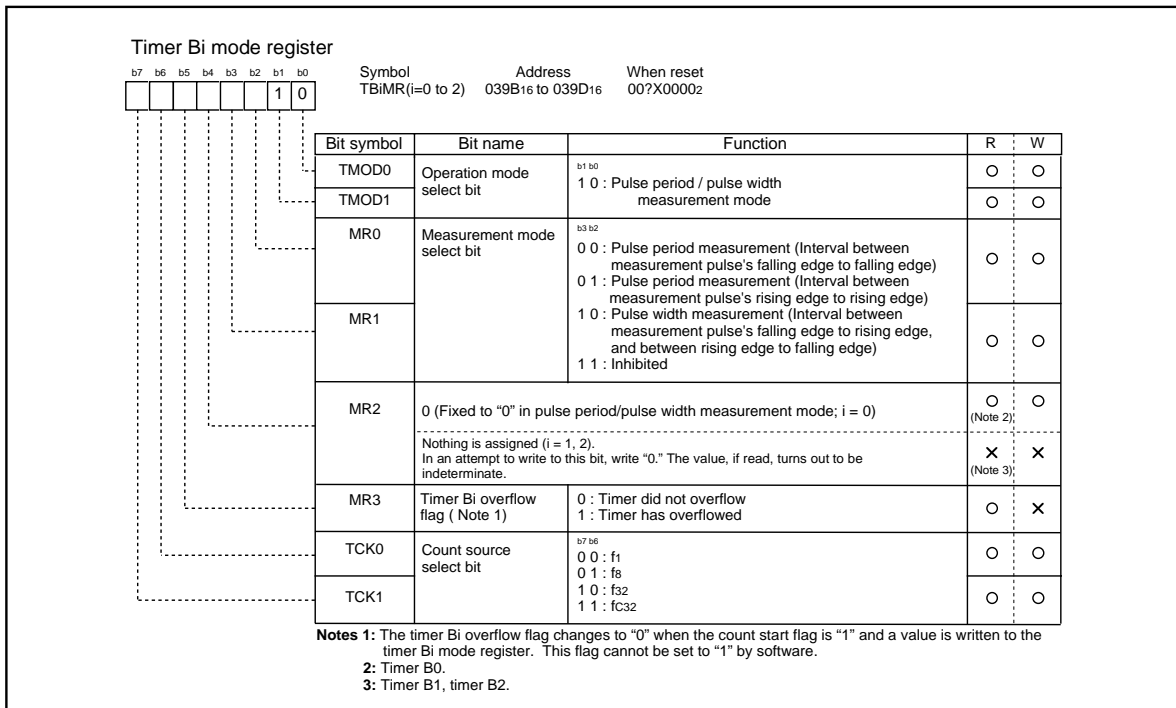 Timer Bi mode register
b7 b6 b5 b4 b3 b2 b1 b0
1 0
Symbol Address When reset
TBiMR(i=0 to 2) 039B16 to 039D16 00?X00002
Bit symbol Bit name Function R W
TMOD0 Operation mode select bit
b1 b0
1 0 : Pulse period / pulse width
measurement mode
TMOD1
MR0 Measurement mode
select bit
b3 b2
0 0 : Pulse period measurement (Interval between
measurement pulse's falling edge to falling edge)
0 1 : Pulse period measurement (Interval between
measurement pulse's rising edge to rising edge)
MR1
1 0 : Pulse width measurement (Interval between
measurement pulse's falling edge to rising edge,
and between rising edge to falling edge)
1 1 : Inhibited
MR2
0 (Fixed to “0” in pulse period/pulse width measurement mode; i = 0)
(Note 2)
Nothing is assigned (i = 1, 2).
In an attempt to write to this bit, write “0.” The value, if read, turns out to be
indeterminate.
(Note 3)
MR3 Timer Bi overflow
flag ( Note 1)
0 : Timer did not overflow
1 : Timer has overflowed
TCK0 Count source
select bit
b7 b6
0 0 : f1
0 1 : f8
TCK1
1 0 : f32
1 1 : fC32
Notes 1: The timer Bi overflow flag changes to “0” when the count start flag is “1” and a value is written to the
timer Bi mode register. This flag cannot be set to “1” by software.
2: Timer B0.
3: Timer B1, timer B2.